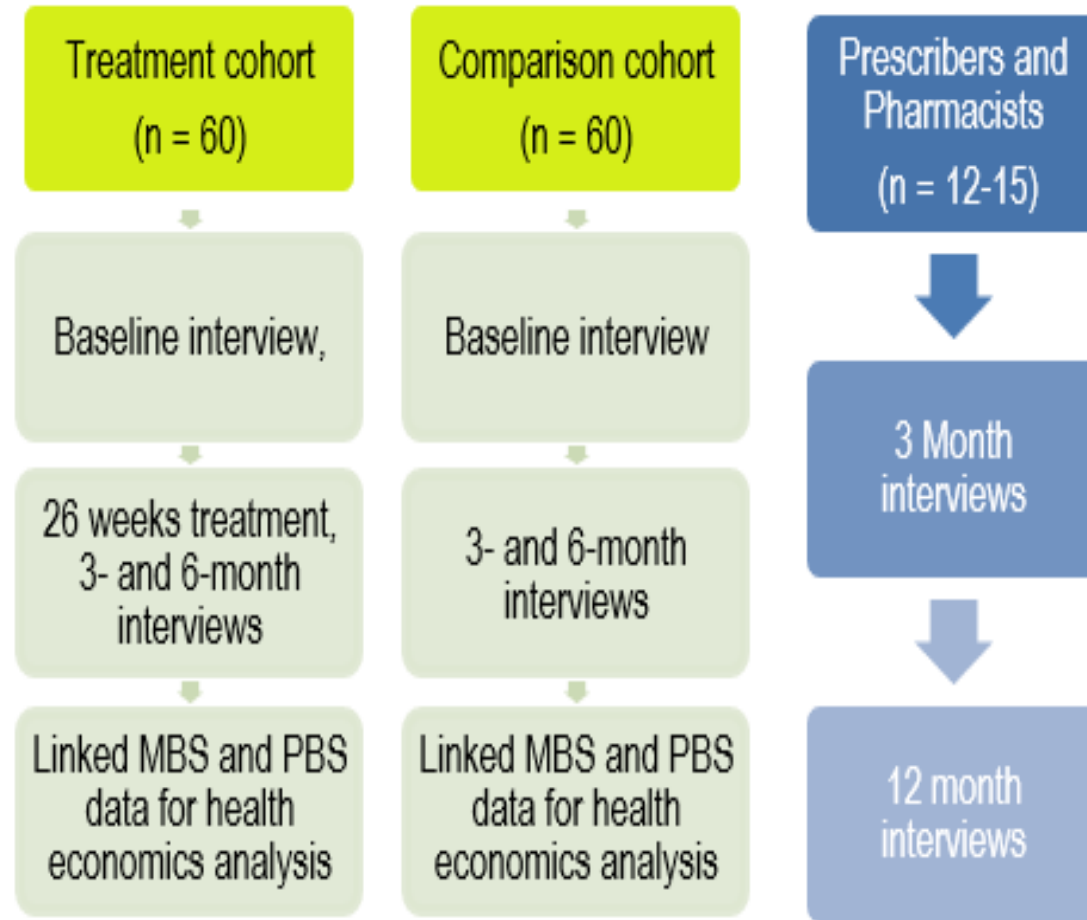 Treatment cohort
(n = 60)
Baseline interview,
26 weeks treatment,
3- and 6-month
interviews
Linked MBS and PBS
data for health
economics analysis
Comparison cohort
(n = 60)
Baseline interview
3- and 6-month
interviews
Linked MBS and PBS
data for health
economics analysis
Prescribers and
Pharmacists
(n = 12-15)
3 Month
interviews
12 month
interviews